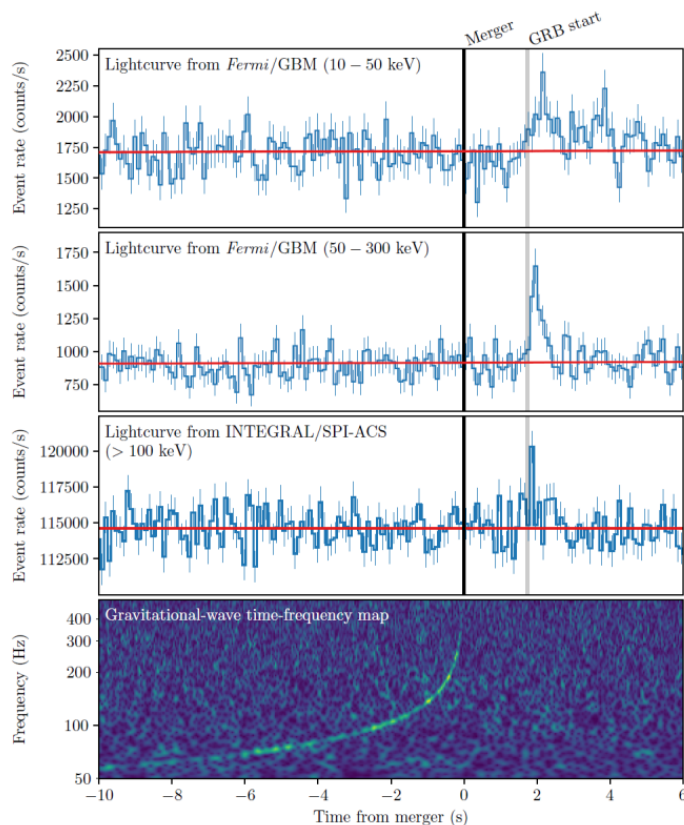 Merger
GRB start
Lightcurve from Fermi/GBM (10 − 50 keV)
Event rate (counts/s)
2500
2250
2000
1750
1500
1250
Lightcurve from Fermi/GBM (50 − 300 keV)
Event rate (counts/s)
1750
1500
1250
1000
750
Lightcurve from INTEGRAL/SPI-ACS
(> 100 keV)
Event rate (counts/s)
120000
117500
115000
112500
Gravitational-wave time-frequency map
Frequency (Hz)
400
300
200
100
50
−10 −8 −6 −4 −2 0 2 4 6
Time from merger (s)